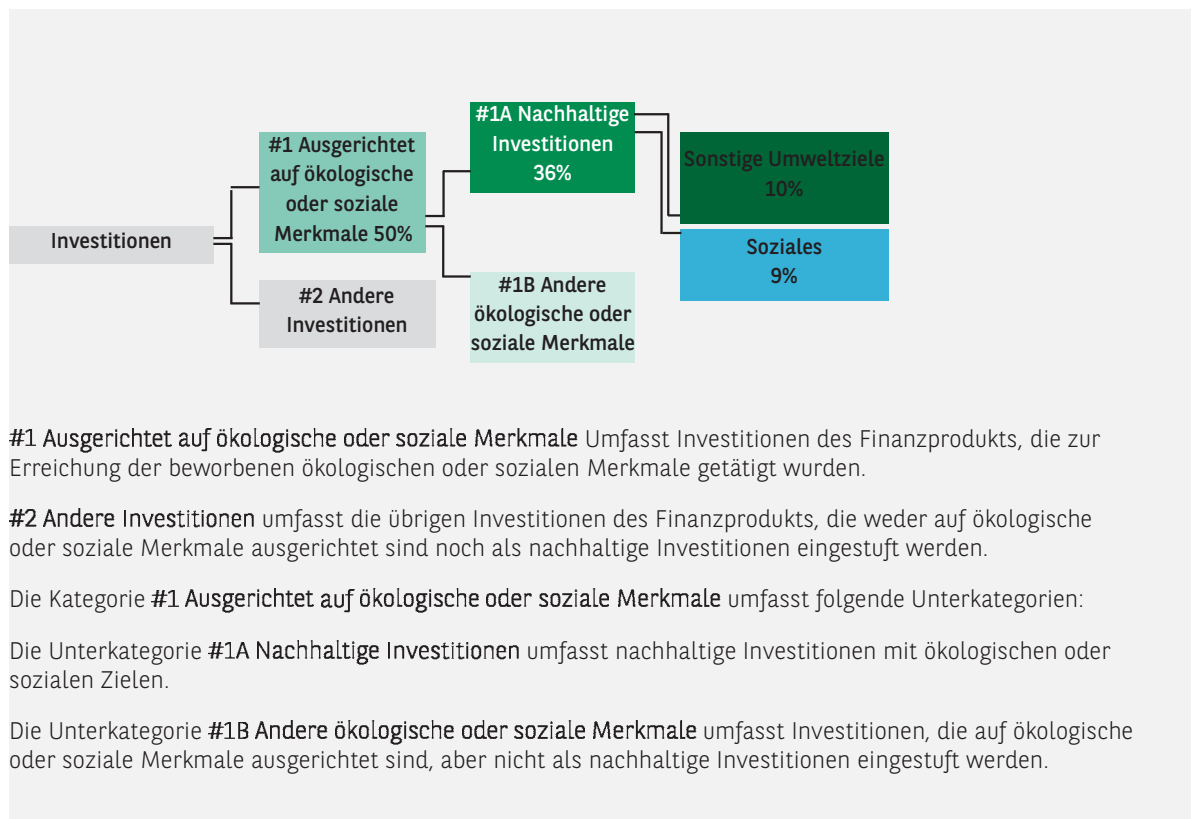 #1A Nachhaltige
Investitionen
36%
#1 Ausgerichtet
auf ökologische
oder soziale
Merkmale 50%
Sonstige Umweltziele
10%
Investitionen
Soziales
9%
#2 Andere
Investitionen
#1B Andere
ökologische oder
soziale Merkmale
#1 Ausgerichtet auf ökologische oder soziale Merkmale Umfasst Investitionen des Finanzprodukts, die zur
Erreichung der beworbenen ökologischen oder sozialen Merkmale getätigt wurden.
#2 Andere Investitionen umfasst die übrigen Investitionen des Finanzprodukts, die weder auf ökologische
oder soziale Merkmale ausgerichtet sind noch als nachhaltige Investitionen eingestuft werden.
Die Kategorie #1 Ausgerichtet auf ökologische oder soziale Merkmale umfasst folgende Unterkategorien:
Die Unterkategorie #1A Nachhaltige Investitionen umfasst nachhaltige Investitionen mit ökologischen oder
sozialen Zielen.
Die Unterkategorie #1B Andere ökologische oder soziale Merkmale umfasst Investitionen, die auf ökologische
oder soziale Merkmale ausgerichtet sind, aber nicht als nachhaltige Investitionen eingestuft werden.